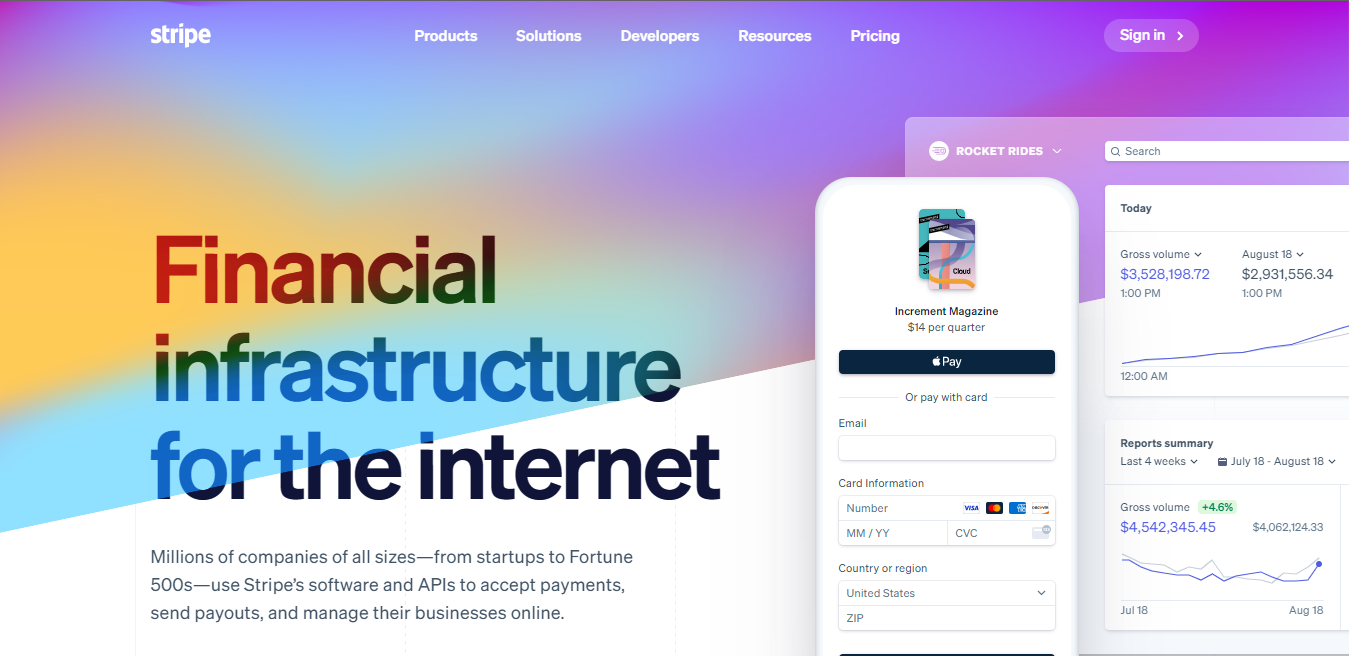 stripe
Products
Solutions
Developers
Resources
Pricing
Sign in
Financial
infrastructure
for the internet
Millions of companies of all sizes—from startups to Fortune
500s—use Stripe’s software and APIs to accept payments,
send payouts, and manage their businesses online.
Cloud
Increment Magazine
$14 per quarter
Pay
Or pay with card
Email
Card Information
Number
VISA
MM / YY
CVC
Country or region
United States
ZIP
ROCKET RIDES
Search
Today
Gross volume
August 18
$3,528,198.72
$2,931,556.34
1:00 PM
1:00 PM
12:00 AM
Reports summary
Last 4 weeks
July 18 - August 18
Gross volume +4.6%
$4,542,345.45
$4,062,124.33
Jul 18
Aug 18